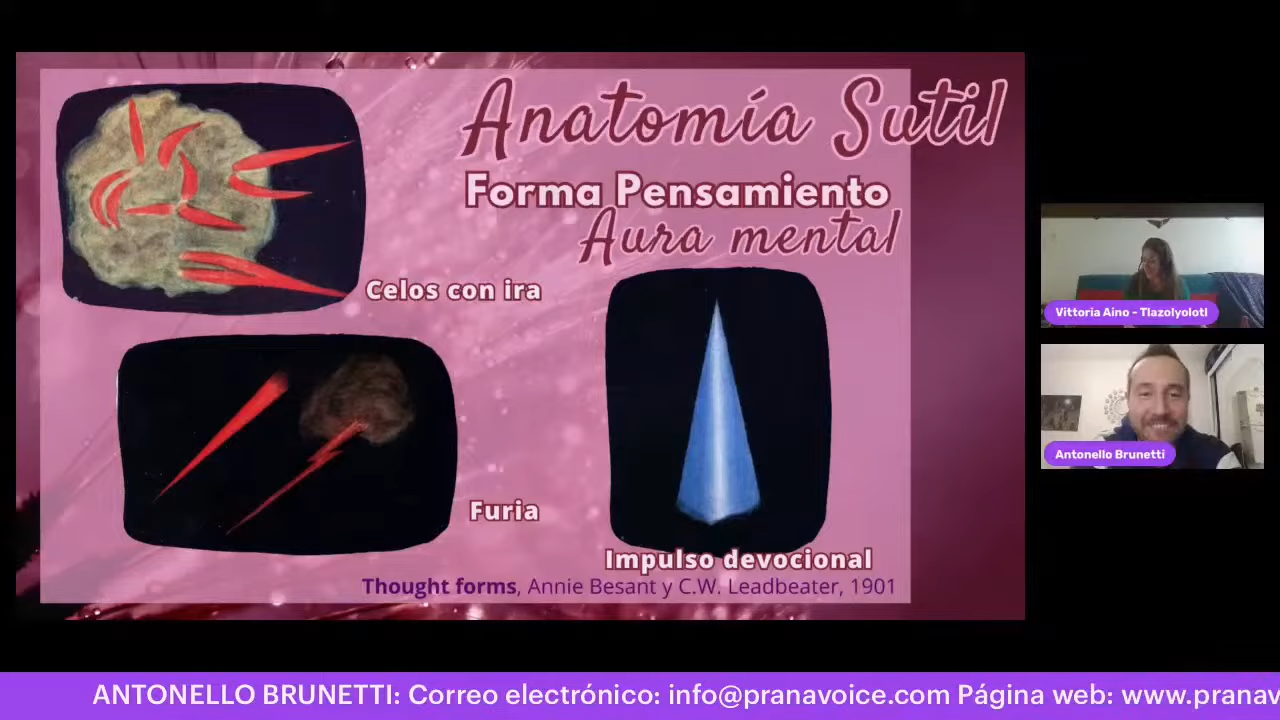 Anatomía Sutil
Forma Pensamiento
Aura mental
Celos con ira
Furia
Impulso devocional
Thought forms, Annie Besant y C.W. Leadbeater, 1901
Vittoria Aino - Tlazolyolotl
Antonello Brunetti
ANTONELLO BRUNETTI: Correo electrónico: info@pranavoice.com Página web: www.pranav